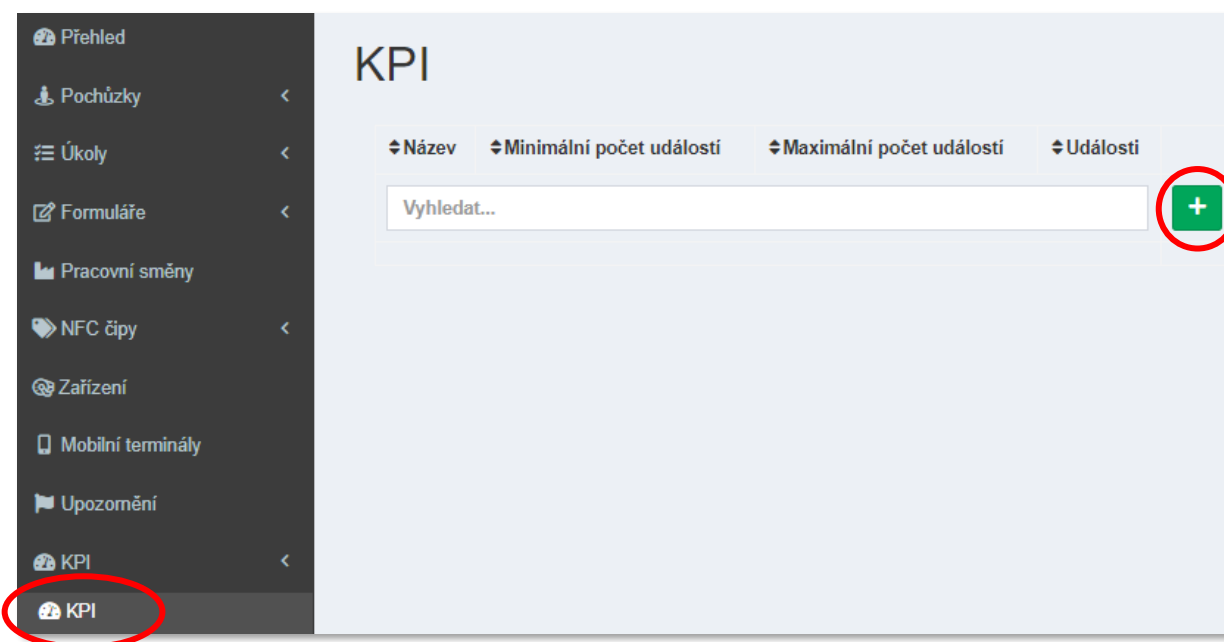 Přehled
Pochůzky
Úkoly
Formuláře
Pracovní směny
NFC čipy
Zařízení
Mobilní terminály
Upozornění
KPI
KPI
KPI
Název Minimální počet událostí Maximální počet událostí Události
Vyhledat...
+